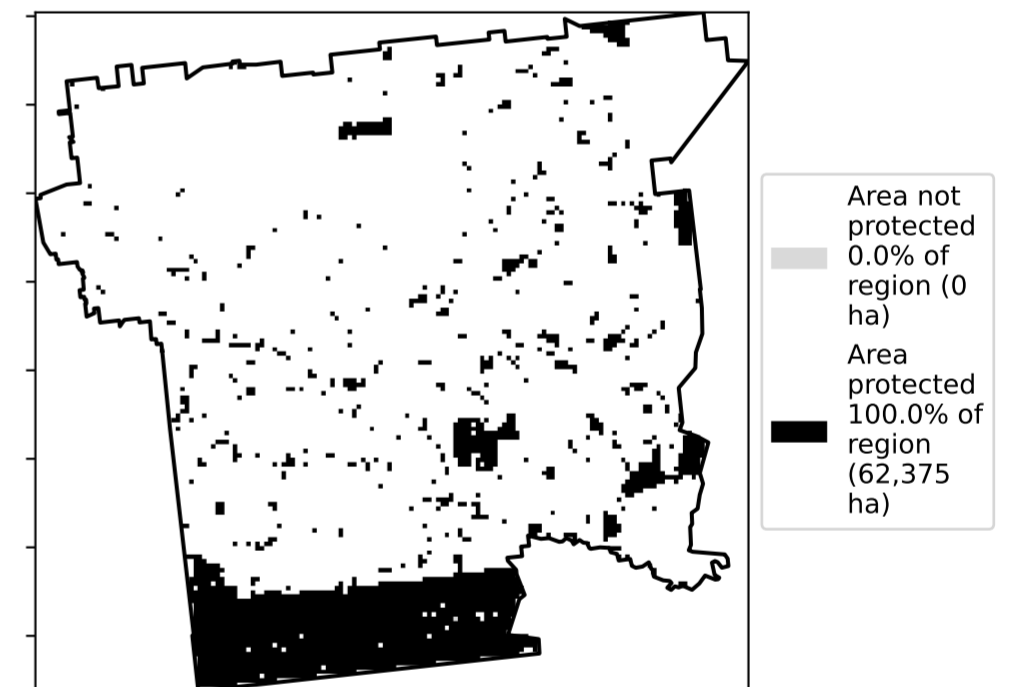 Area not
protected
0.0% of
region (0
ha)
Area
protected
100.0% of
region
(62,375
ha)